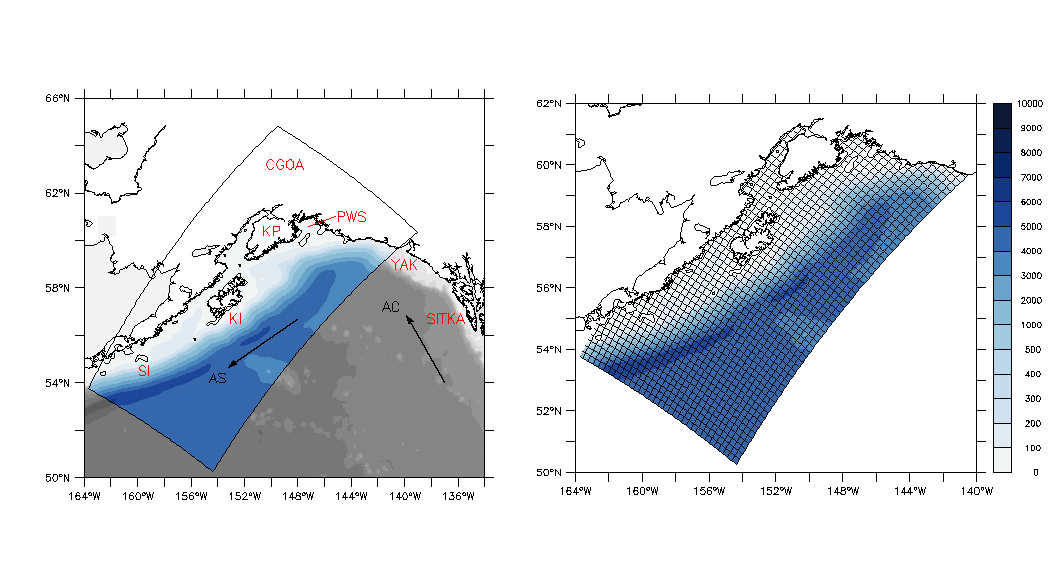 66°N
62°N
58°N
54°N
50°N
164°W 160°W 156°W 152°W 148°W 144°W 140°W 136°W
CGOA
PWS
KP
YAK
AC
KI
SITKA
SI
AS
62°N
60°N
58°N
56°N
54°N
52°N
50°N
164°W 160°W 156°W 152°W 148°W 144°W 140°W
10000
9000
8000
7000
6000
5000
4000
3000
2000
1000
500
400
300
200
100
0